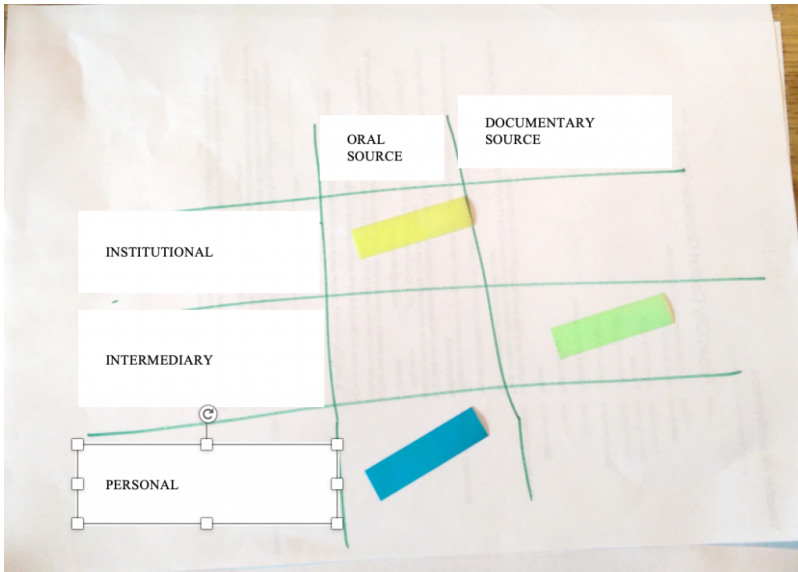 ORAL
SOURCE
DOCUMENTARY
SOURCE
INSTITUTIONAL
INTERMEDIARY
PERSONAL